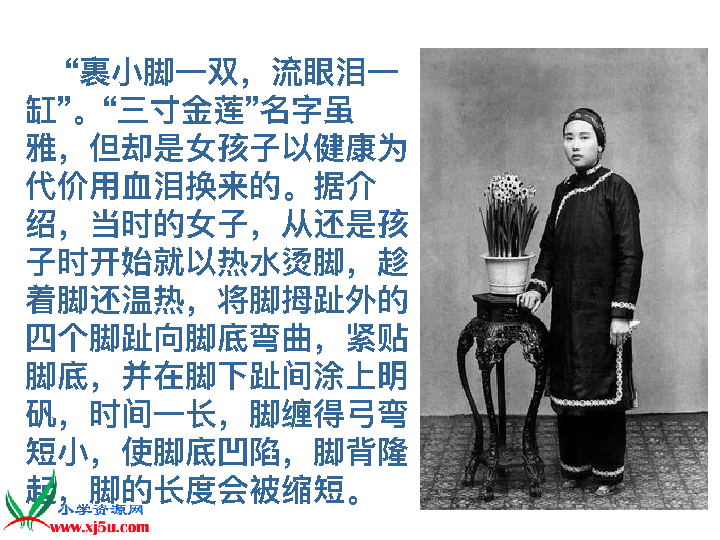 “裹小脚一双，流眼泪一
缸”。“三寸金莲”名字虽
雅，但却是女孩子以健康为
代价用血泪换来的。据介
绍，当时的女子，从还是孩
子时开始就以热水烫脚，趁
着脚还温热，将脚拇趾外的
四个脚趾向脚底弯曲，紧贴
脚底，并在脚下趾间涂上明
矾，时间一长，脚缠得弓弯
短小，使脚底凹陷，脚背隆
起，脚的长度会被缩短。
小学资源网
www.xj5u.com